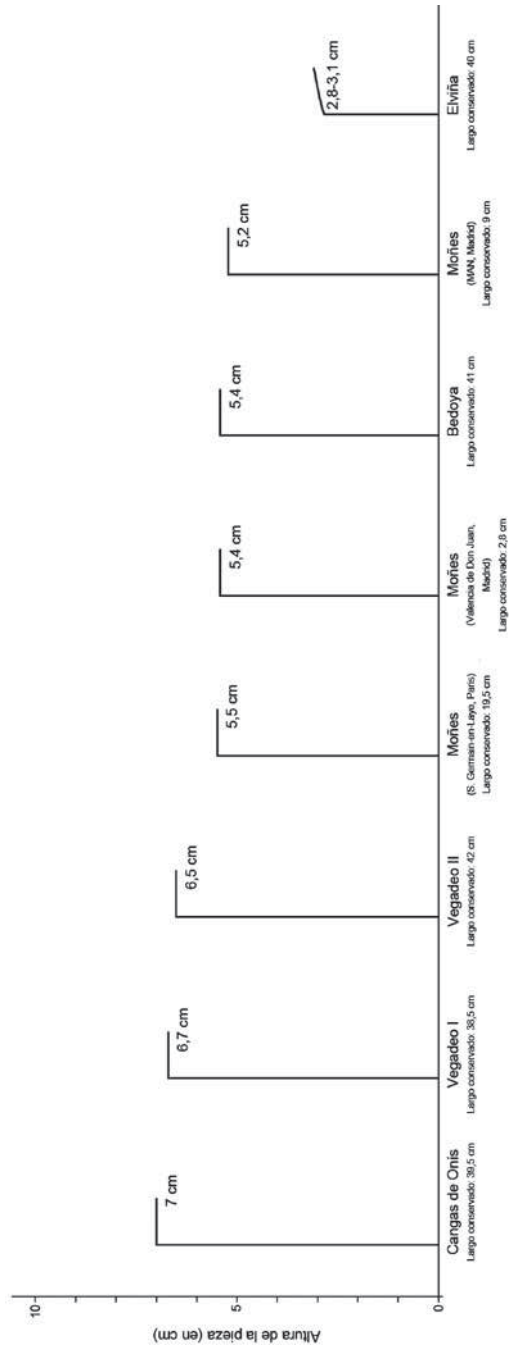 Altura de la pieza (en cm)
10
5
0
7 cm
Cangas de Onís
Largo conservado: 39,5 cm
6,7 cm
Vegadeo I
Largo conservado: 38,5 cm
6,5 cm
Vegadeo II
Largo conservado: 42 cm
5,5 cm
Moñes
(S. Germain-en-Laye, Paris)
Largo conservado: 19,5 cm
5,4 cm
Moñes
(Valencia de Don Juan,
Madrid)
Largo conservado: 2,8 cm
5,4 cm
Bedoya
Largo conservado: 41 cm
5,2 cm
Moñes
(MAN, Madrid)
Largo conservado: 9 cm
2,8-3,1 cm
Elviña
Largo conservado: 40 cm